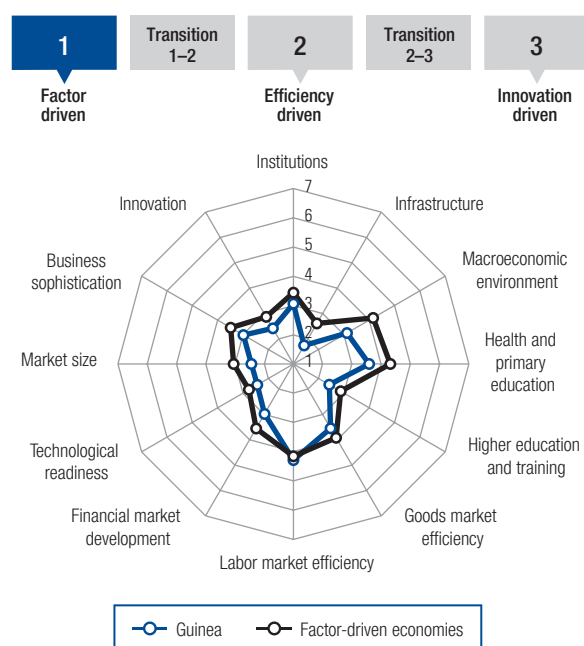 1
Transition
1–2
2
Transition
2–3
3
Factor
driven
Efficiency
driven
Innovation
driven
Institutions
Infrastructure
Macroeconomic
environment
Health and
primary
education
Higher education
and training
Goods market
efficiency
Labor market efficiency
Financial market
development
Technological
readiness
Market size
Business
sophistication
Innovation
7
6
5
4
3
2
1
Guinea
Factor-driven economies